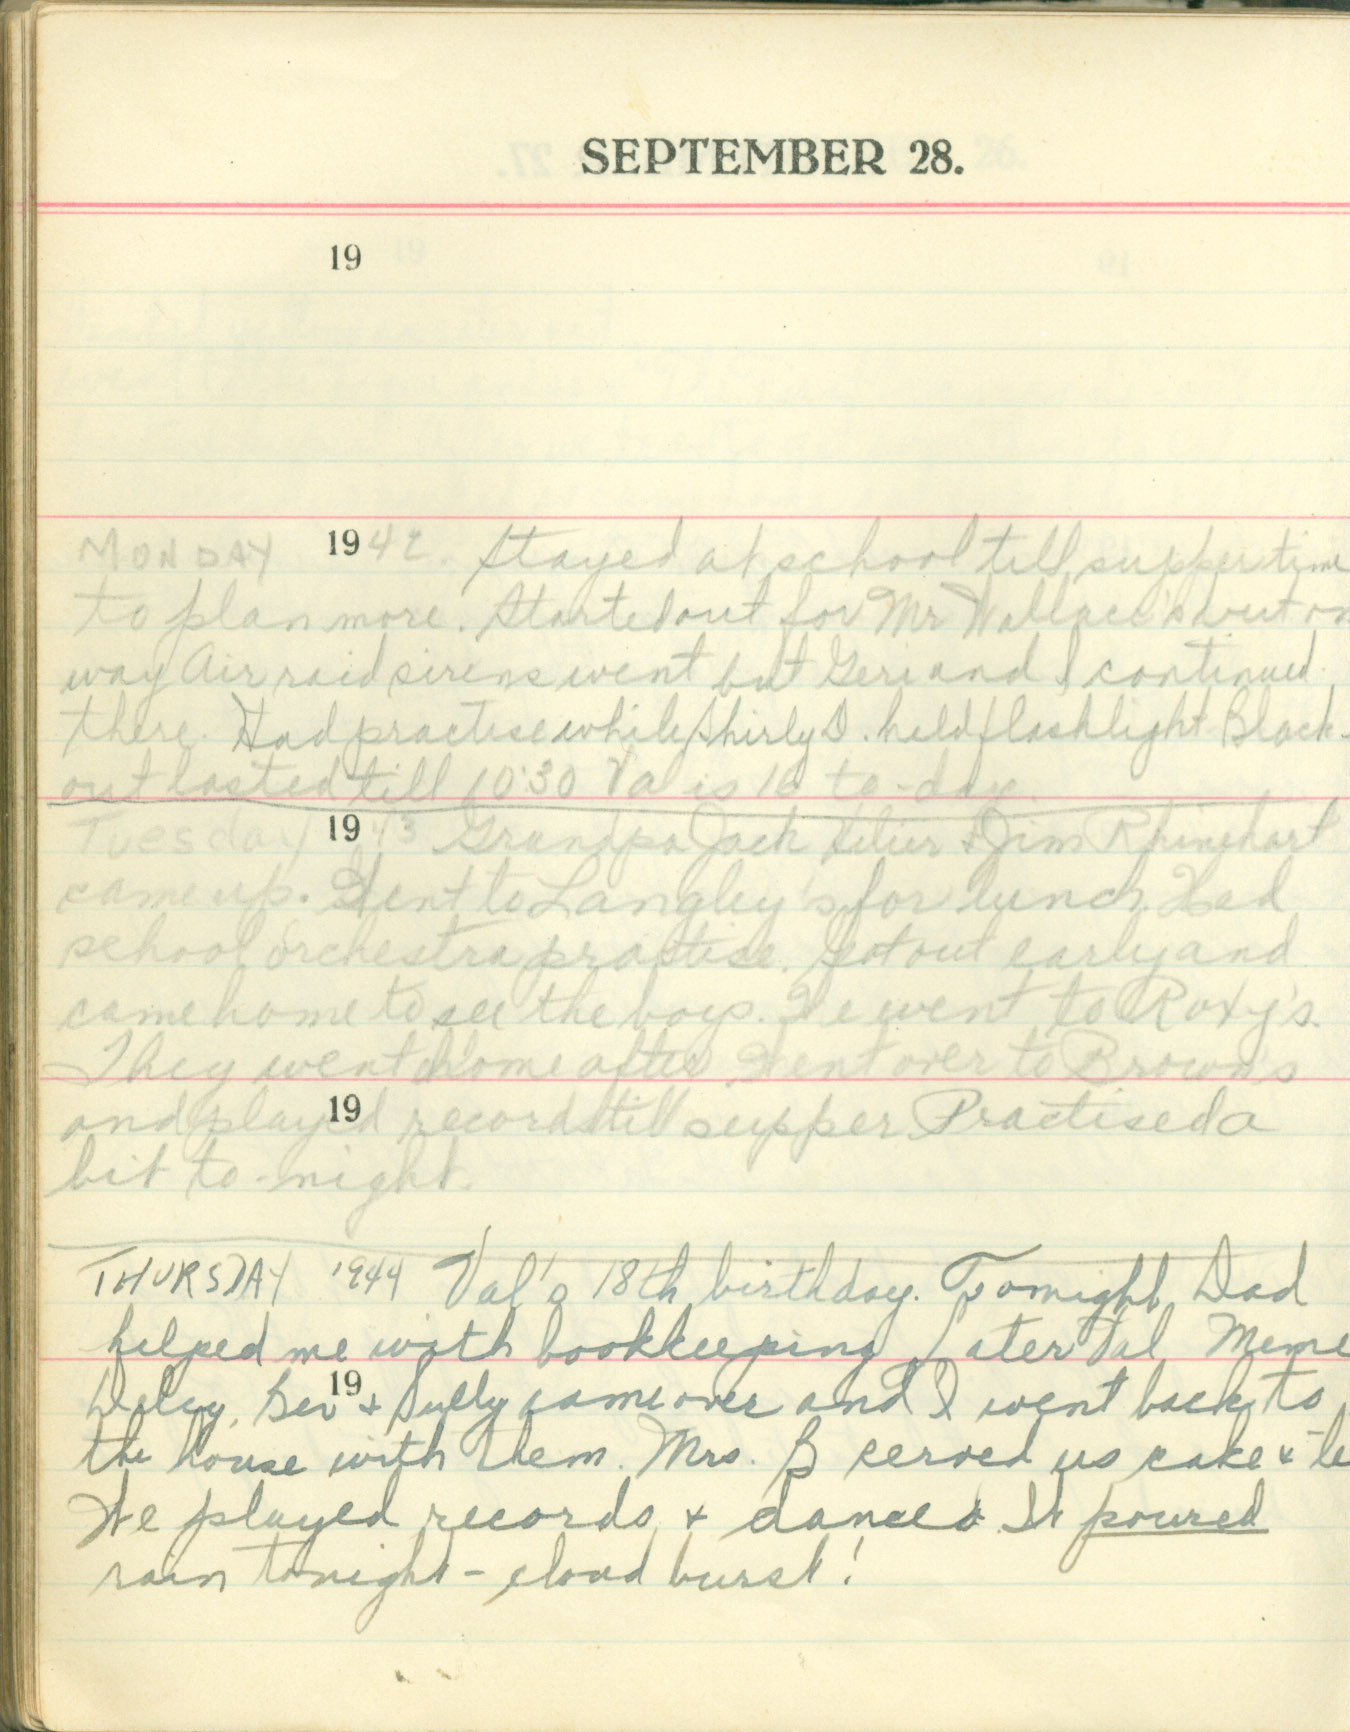 SEPTEMBER 28.
19
MONDAY 1942. Stayed at school till supper time
to plan more. Started out for Mr Wallace's but on
way Air raid sirens went but Geri and I continued
there. Had practise while Shirly D. held flashlight Black-
out lasted till 10:30 Val is 16 to-day.
Tuesday 1943 Grandpa Jack & Jim Rhinehart
came up. Went to Langley's for lunch. Had
school orchestra practise. Got out early and
came home to see the boys. We went to Roxy's.
They went home after Went over to Brown's
19
and played records till supper. Practised a
bit to-night.
THURSDAY 1944 Val's 18th birthday. Tonight Dad
helped me with bookkeeping Later Val Meme
19
Bev & Sully came over and I went back to
the house with them. Mrs. B served us cake &
We played records & danced. It poured
rain tonight - cloud burst!